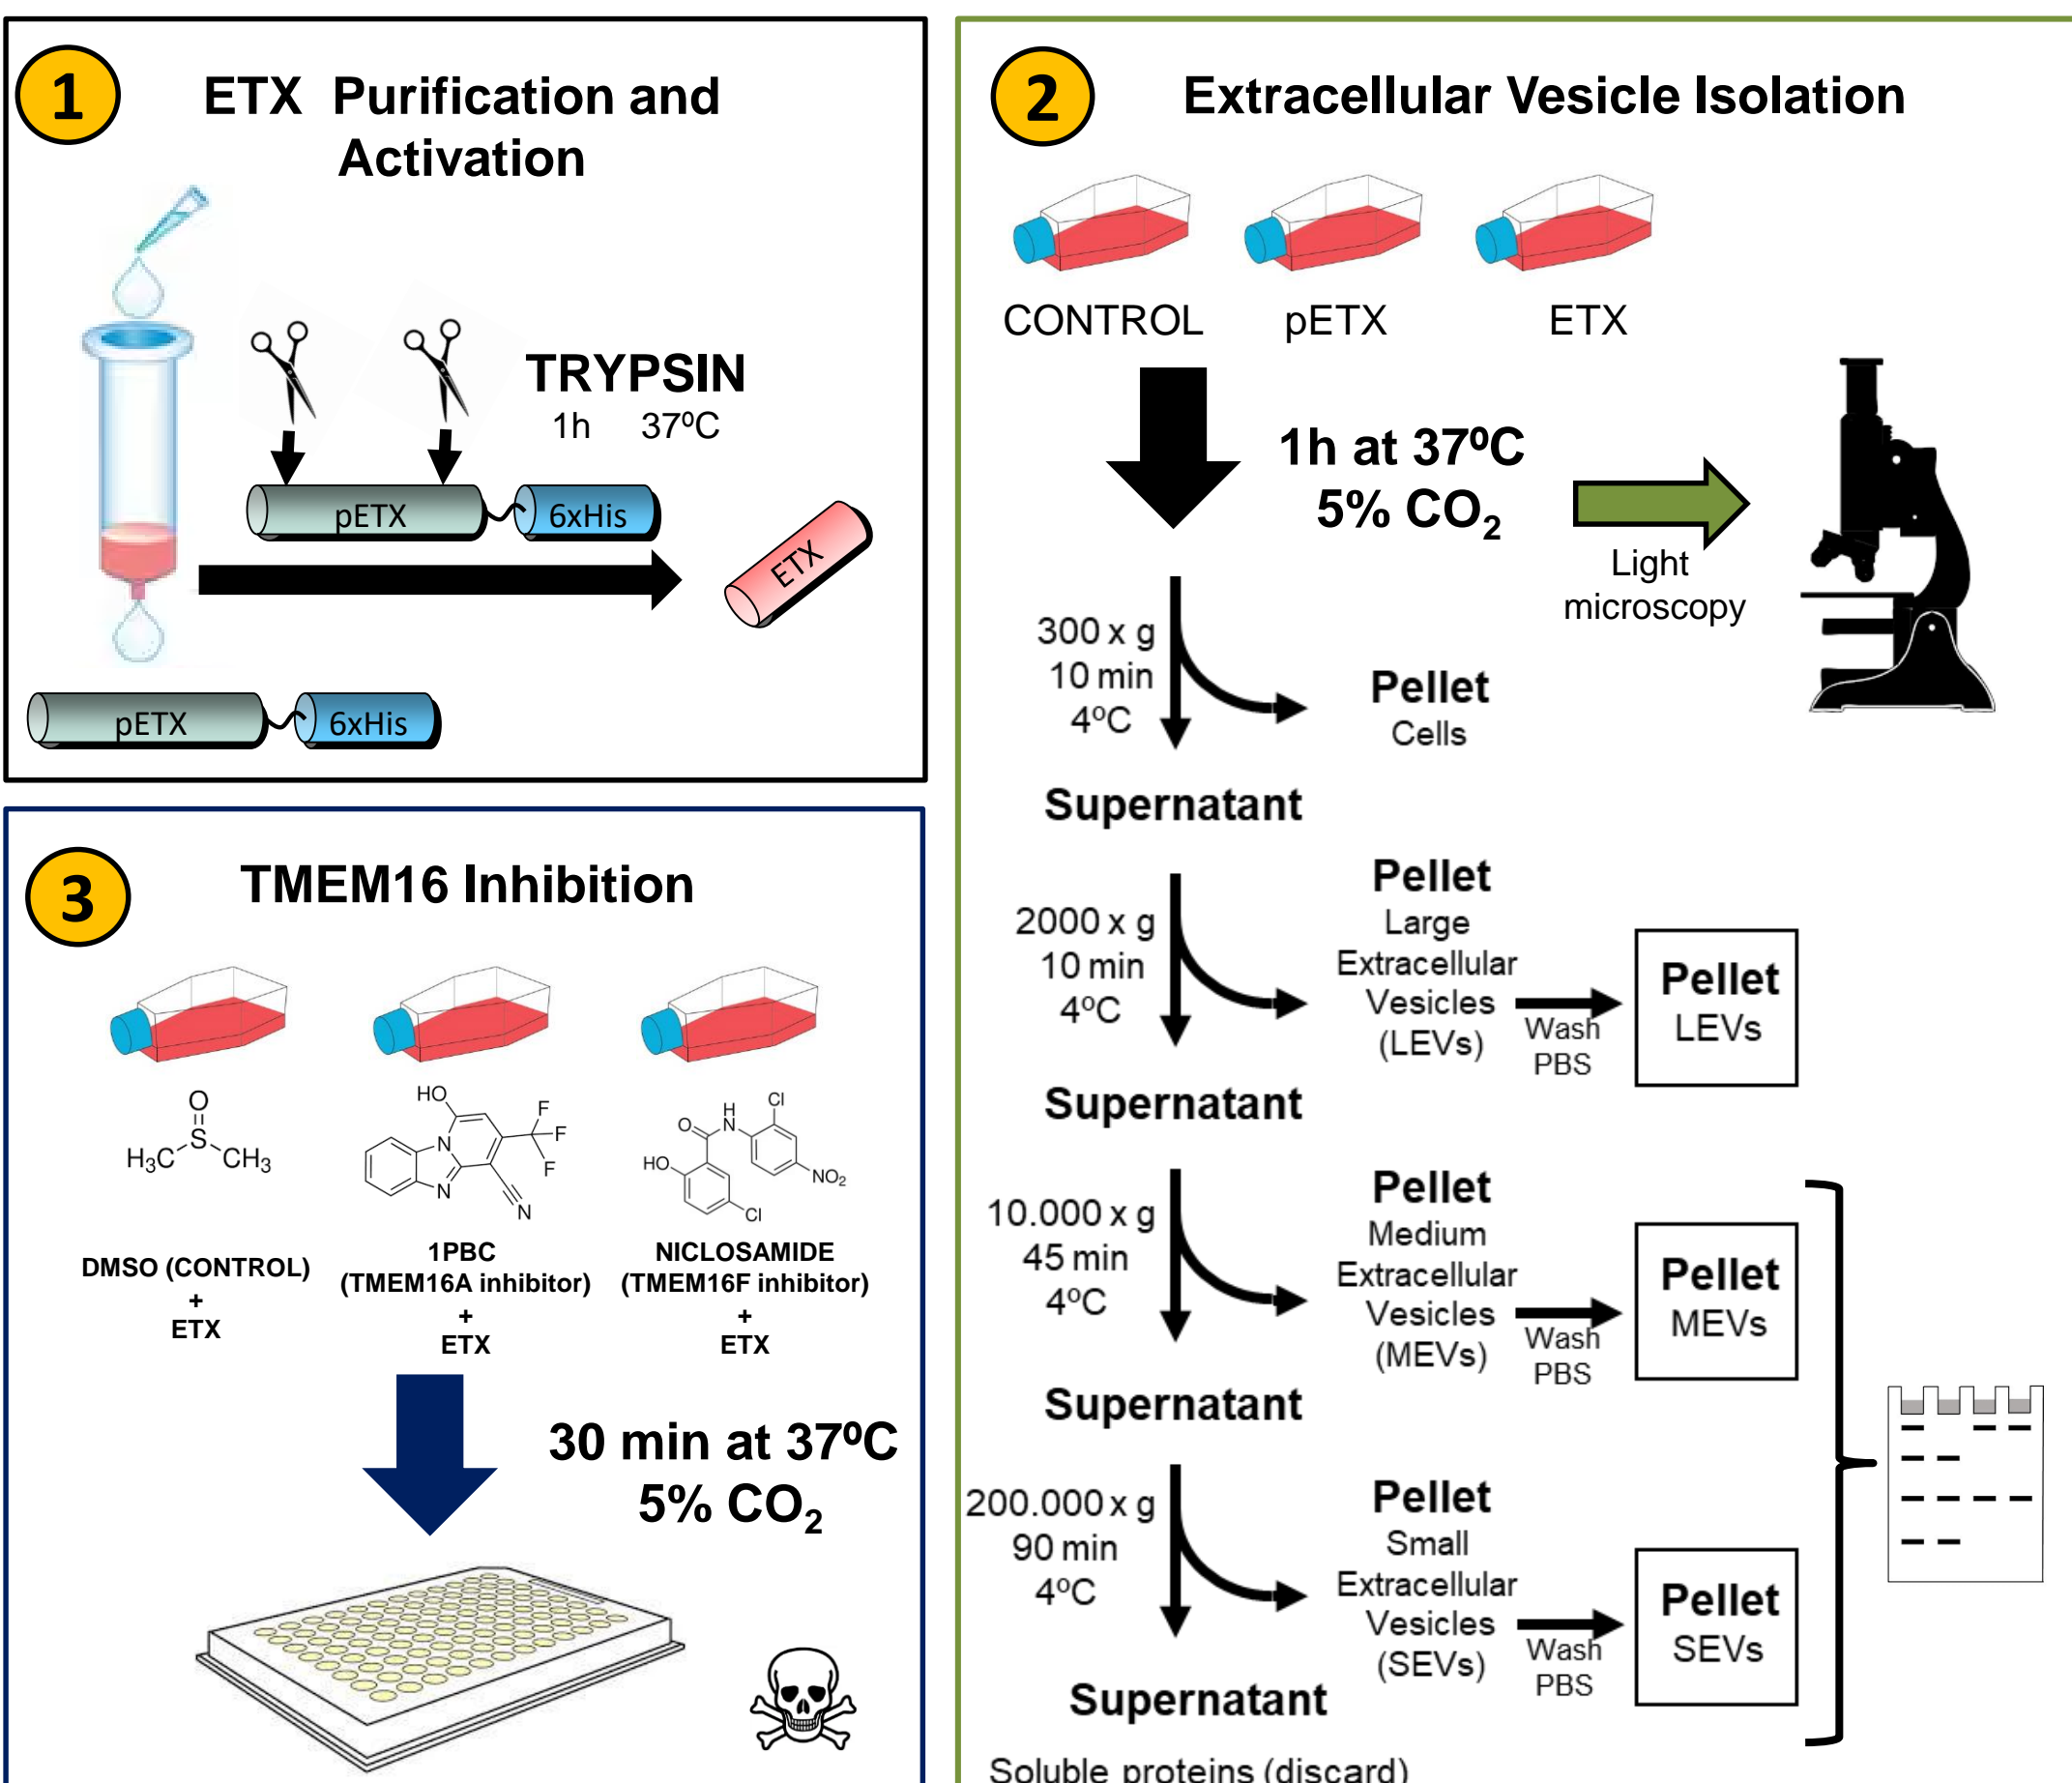 1
ETX Purification and
Activation
TRYPSIN
1h 37ºC
pETX 6xHis
ETX
pETX 6xHis
2
Extracellular Vesicle Isolation
CONTROL pETX ETX
1h at 37ºC
5% CO2
Light
microscopy
300 x g
10 min
4ºC
Pellet
Cells
Supernatant
2000 x g
10 min
4ºC
Pellet
Large
Extracellular
Vesicles
(LEVs)
Wash
PBS
Pellet
LEVs
Supernatant
10.000 x g
45 min
4ºC
Pellet
Medium
Extracellular
Vesicles
(MEVs)
Wash
PBS
Pellet
MEVs
Supernatant
200.000 x g
90 min
4ºC
Pellet
Small
Extracellular
Vesicles
(SEVs)
Wash
PBS
Pellet
SEVs
Supernatant
Soluble proteins (discard)
3
TMEM16 Inhibition
O
S
H3C CH3
HO
F
F
F
N
N
N
Cl
H
N
O
HO
NO2
Cl
DMSO (CONTROL)
+
ETX
1PBC
(TMEM16A inhibitor)
+
ETX
NICLOSAMIDE
(TMEM16F inhibitor)
+
ETX
30 min at 37ºC
5% CO2